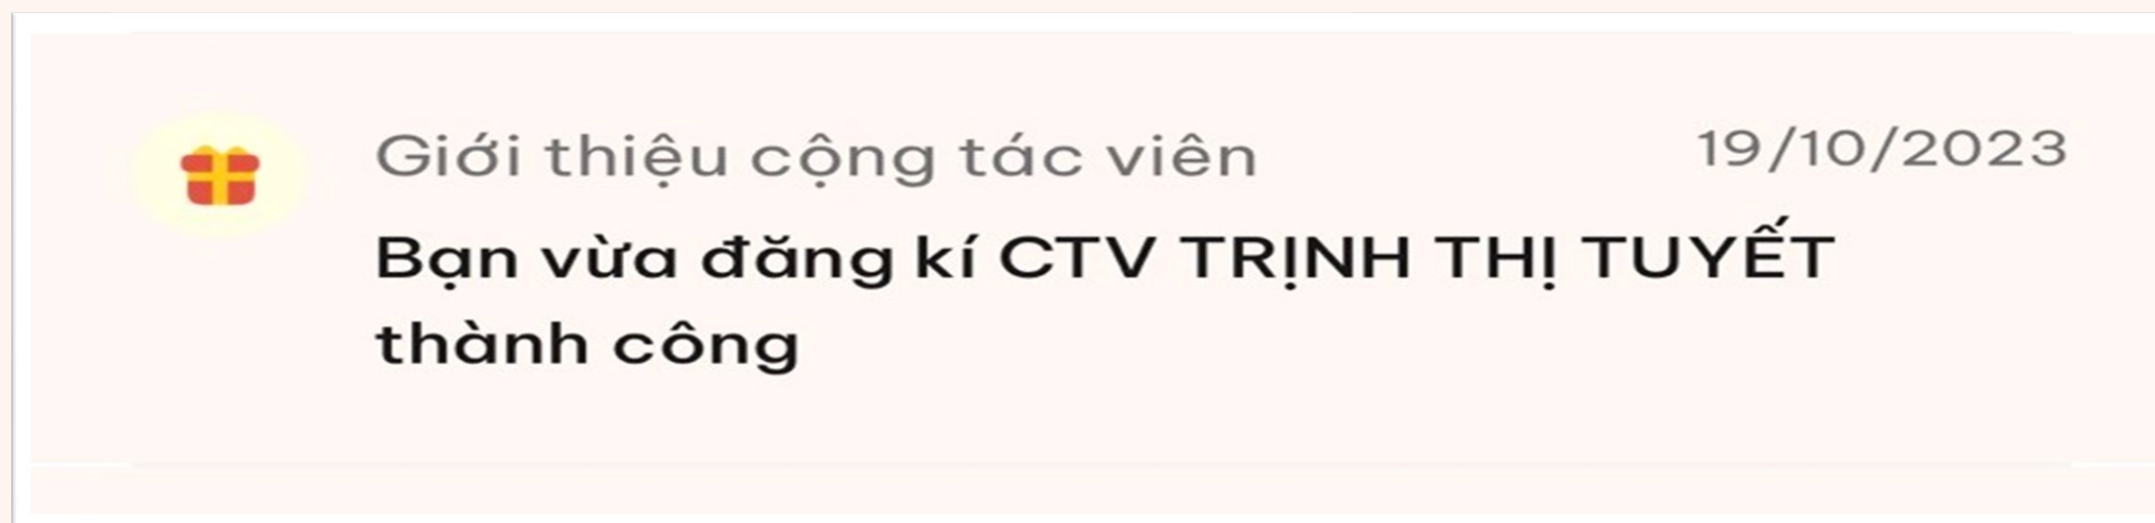 Giới thiệu cộng tác viên 19/10/2023
Bạn vừa đăng kí CTV TRỊNH THỊ TUYẾT
thành công